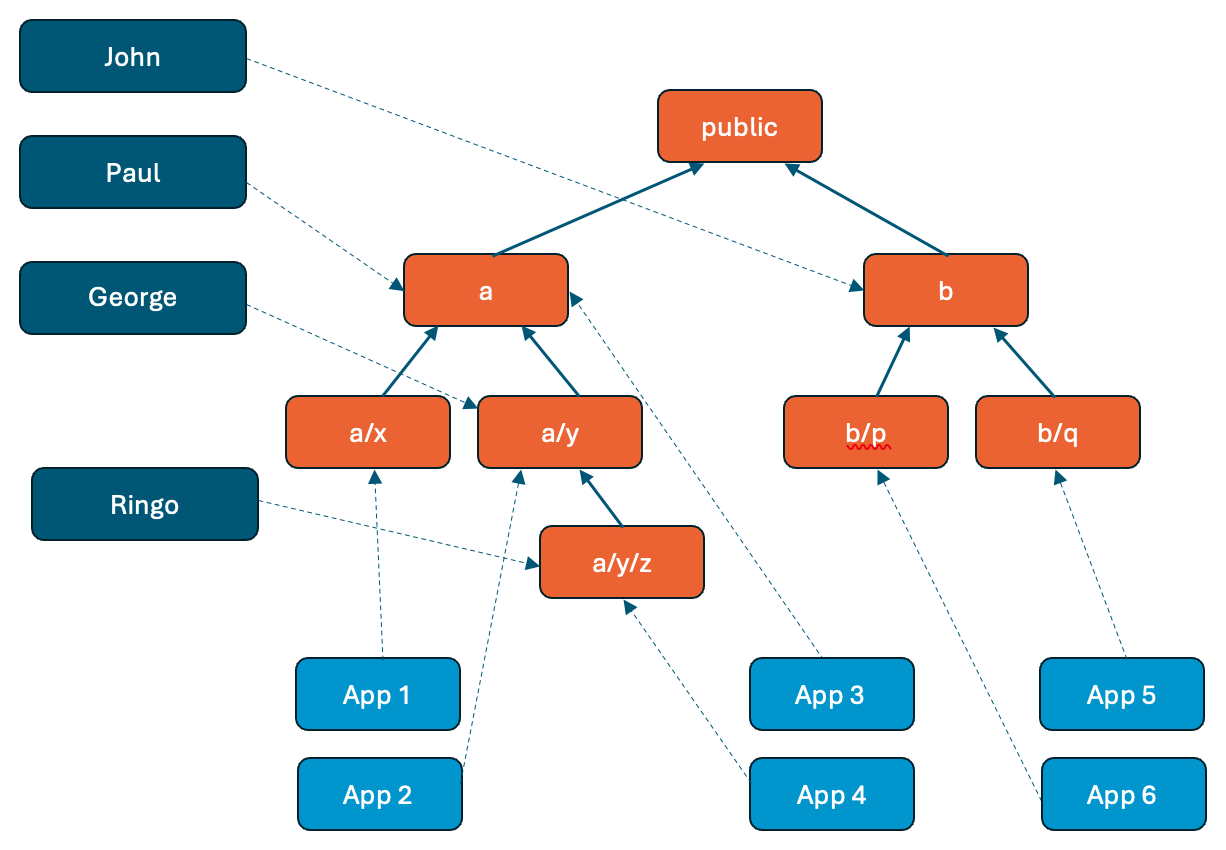 John
public
Paul
George
a
b
a/x
a/y
b/p
b/q
Ringo
a/y/z
App 1
App 3
App 5
App 2
App 4
App 6